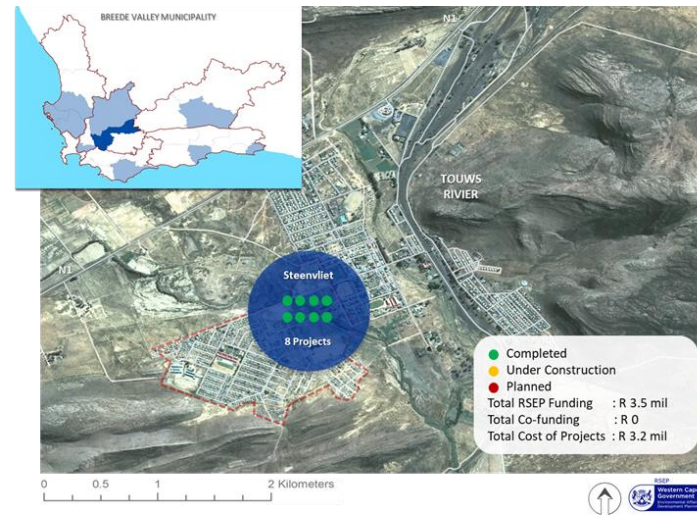 BREEDE VALLEY MUNICIPALITY
N1
TOUWS
RIVIER
N1
Steenvliet
8 Projects
Completed
Under Construction
Planned
Total RSEP Funding : R 3.5 mil
Total Co-funding : R 0
Total Cost of Projects : R 3.2 mil
0 0.5 1 2 Kilometers
RSEP
Western Cape
Government